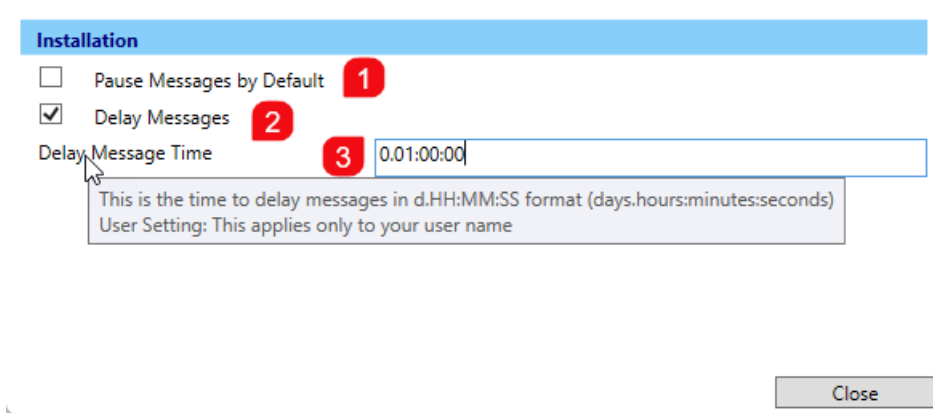 Installation
Pause Messages by Default 1
Delay Messages 2
Delay Message Time 3 0.01:00:00
This is the time to delay messages in d.HH:MM:SS format (days.hours:minutes:seconds)
User Setting: This applies only to your user name
Close